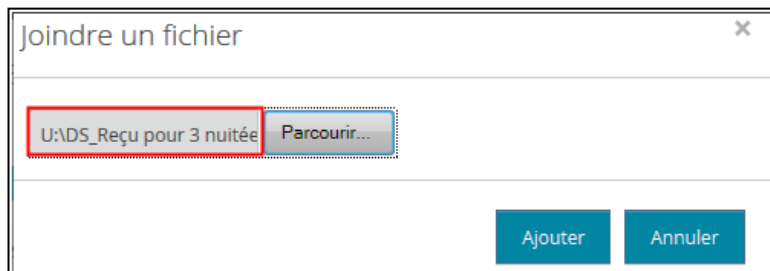 Joindre un fichier ×
U:\DS_Reçu pour 3 nuitée Parcourir...
Ajouter Annuler